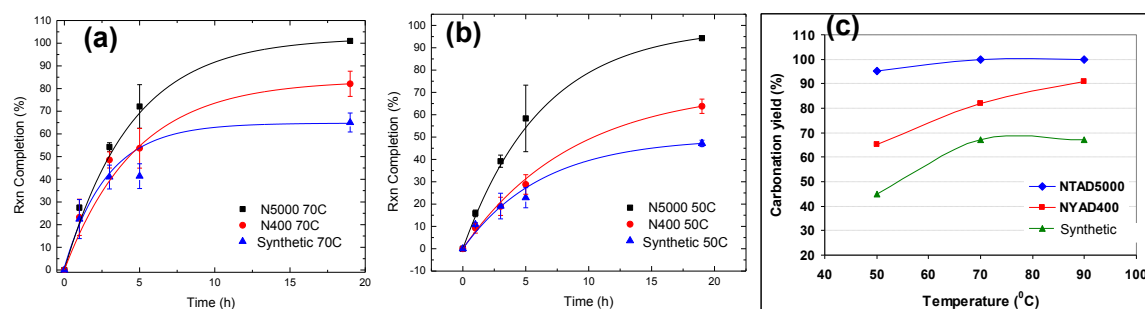 (a)
Rxn Completion (%)
110
100
90
80
70
60
50
40
30
20
10
0
N5000 70C
N400 70C
Synthetic 70C
0 5 10 15 20
Time (h)
(b)
Rxn Completion (%)
110
100
90
80
70
60
50
40
30
20
10
0
-10
N5000 50C
N400 50C
Synthetic 50C
0 5 10 15 20
Time (h)
(c)
Carbonation yield (%)
110
100
90
80
70
60
50
40
30
20
10
0
NTAD5000
NYAD400
Synthetic
40 50 60 70 80 90 100
Temperature (⁰C)